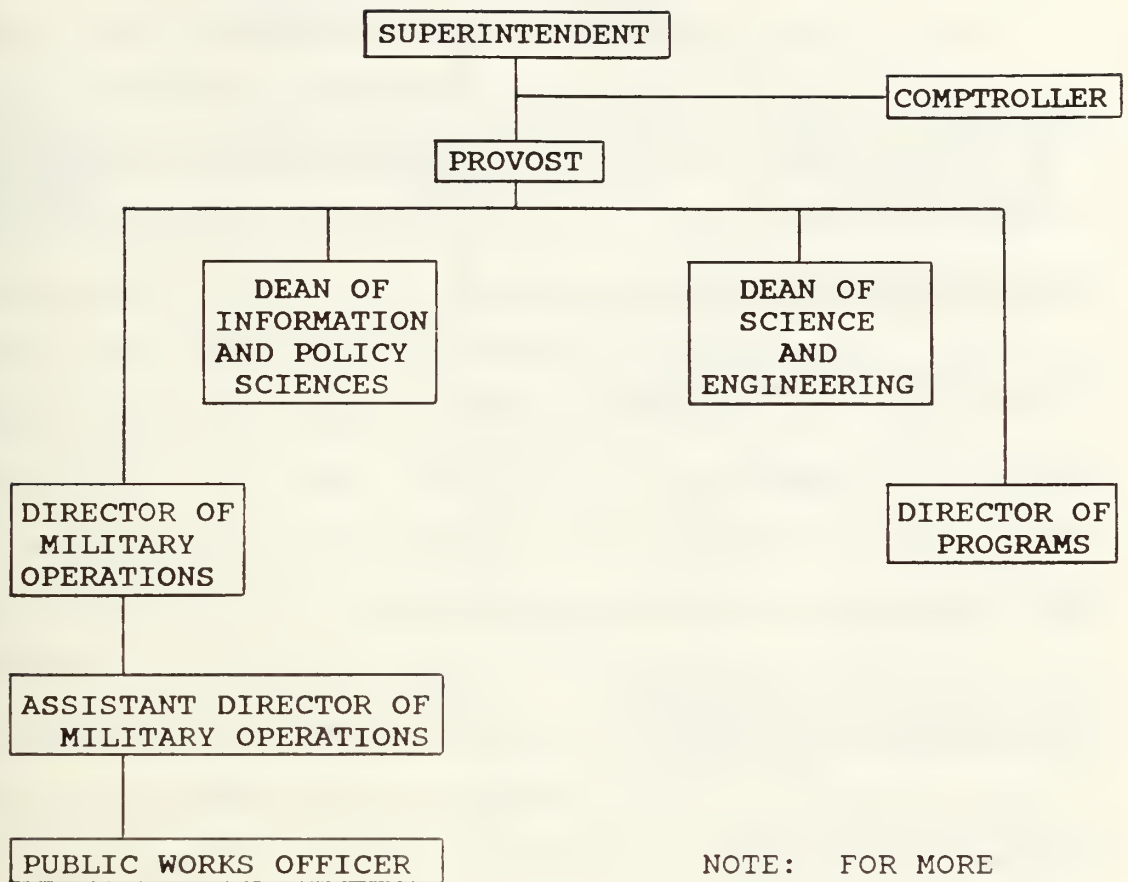 SUPERINTENDENT
COMPTROLLER
PROVOST
DEAN OF
INFORMATION
AND POLICY
SCIENCES
DEAN OF
SCIENCE
AND
ENGINEERING
DIRECTOR OF
MILITARY
OPERATIONS
DIRECTOR OF
PROGRAMS
ASSISTANT DIRECTOR OF
MILITARY OPERATIONS
PUBLIC WORKS OFFICER
NOTE: FOR MORE